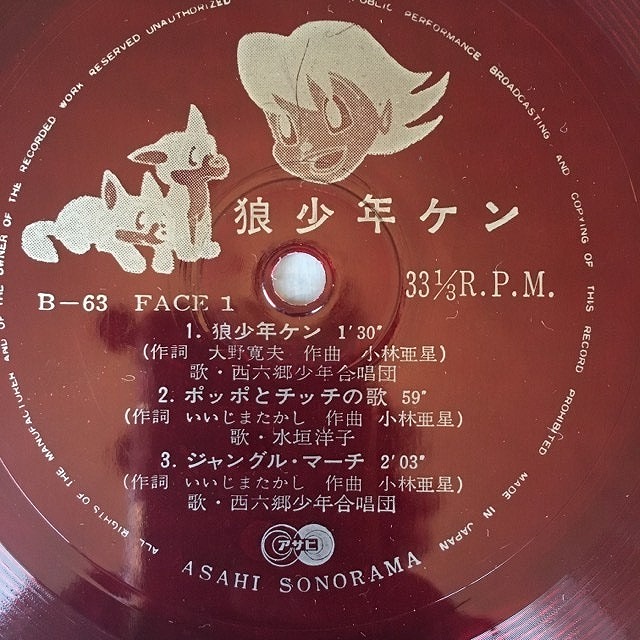 狼少年ケン
33 1/3 R.P.M.
B-63 FACE 1
1. 狼少年ケン 1'30"
(作詞 大野寛夫 作曲 小林亜星)
歌・西六郷少年合唱団
2. ポッポとチッチの歌 59"
(作詞 いいじまたかし 作曲 小林亜星)
歌・水垣洋子
3. ジャングル・マーチ 2'03"
(作詞 いいじまたかし 作曲 小林亜星)
歌・西六郷少年合唱団
アサヒ
ASAHI SONORAMA
ALL RIGHTS OF THE MANUFACTURER AND OF THE OWNER OF THE RECORDED WORK RESERVED UNAUTHORIZED PUBLIC PERFORMANCE BROADCASTING AND COPYING OF THIS RECORD PROHIBITED MADE IN JAPAN